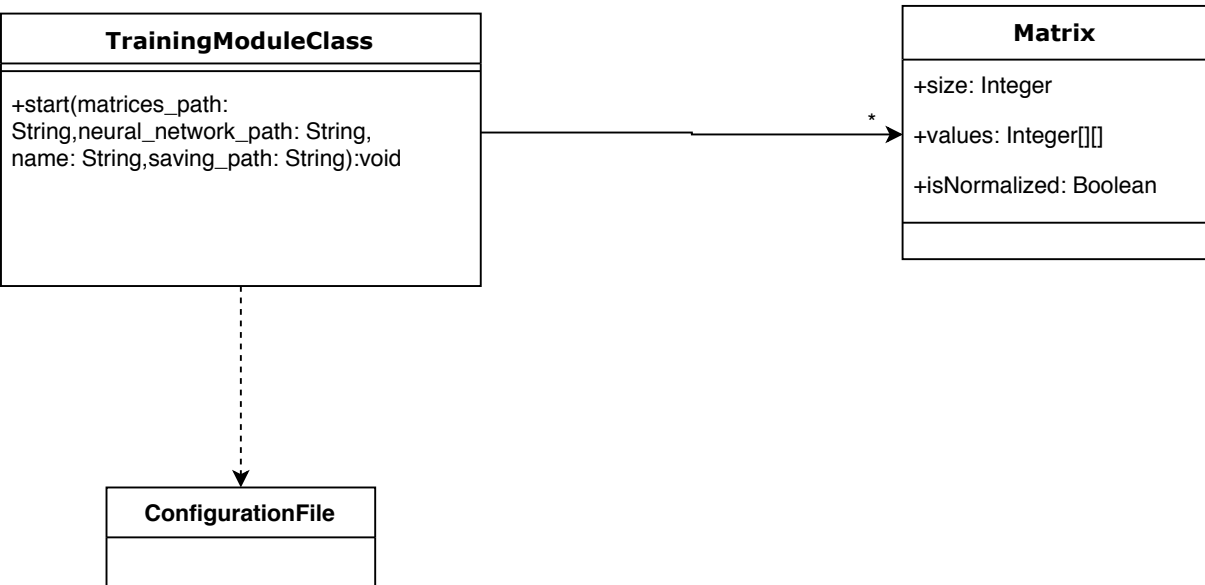 TrainingModuleClass
+start(matrices_path:
String,neural_network_path: String,
name: String,saving_path: String):void
*
Matrix
+size: Integer
+values: Integer[][]
+isNormalized: Boolean
ConfigurationFile